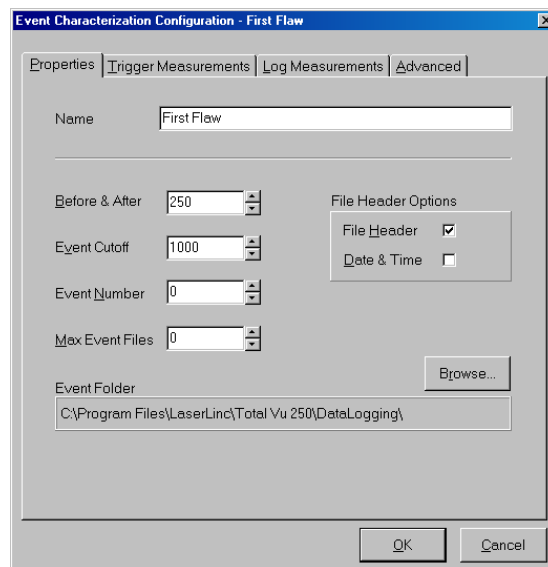 Event Characterization Configuration - First Flaw
Properties Trigger Measurements Log Measurements Advanced
Name First Flaw
Before & After 250 File Header Options
File Header
Event Cutoff 1000
Date & Time
Event Number 0
Max Event Files 0
Browse...
Event Folder
C:\Program Files\LaserLinc\Total Vu 250\DataLogging\
OK Cancel